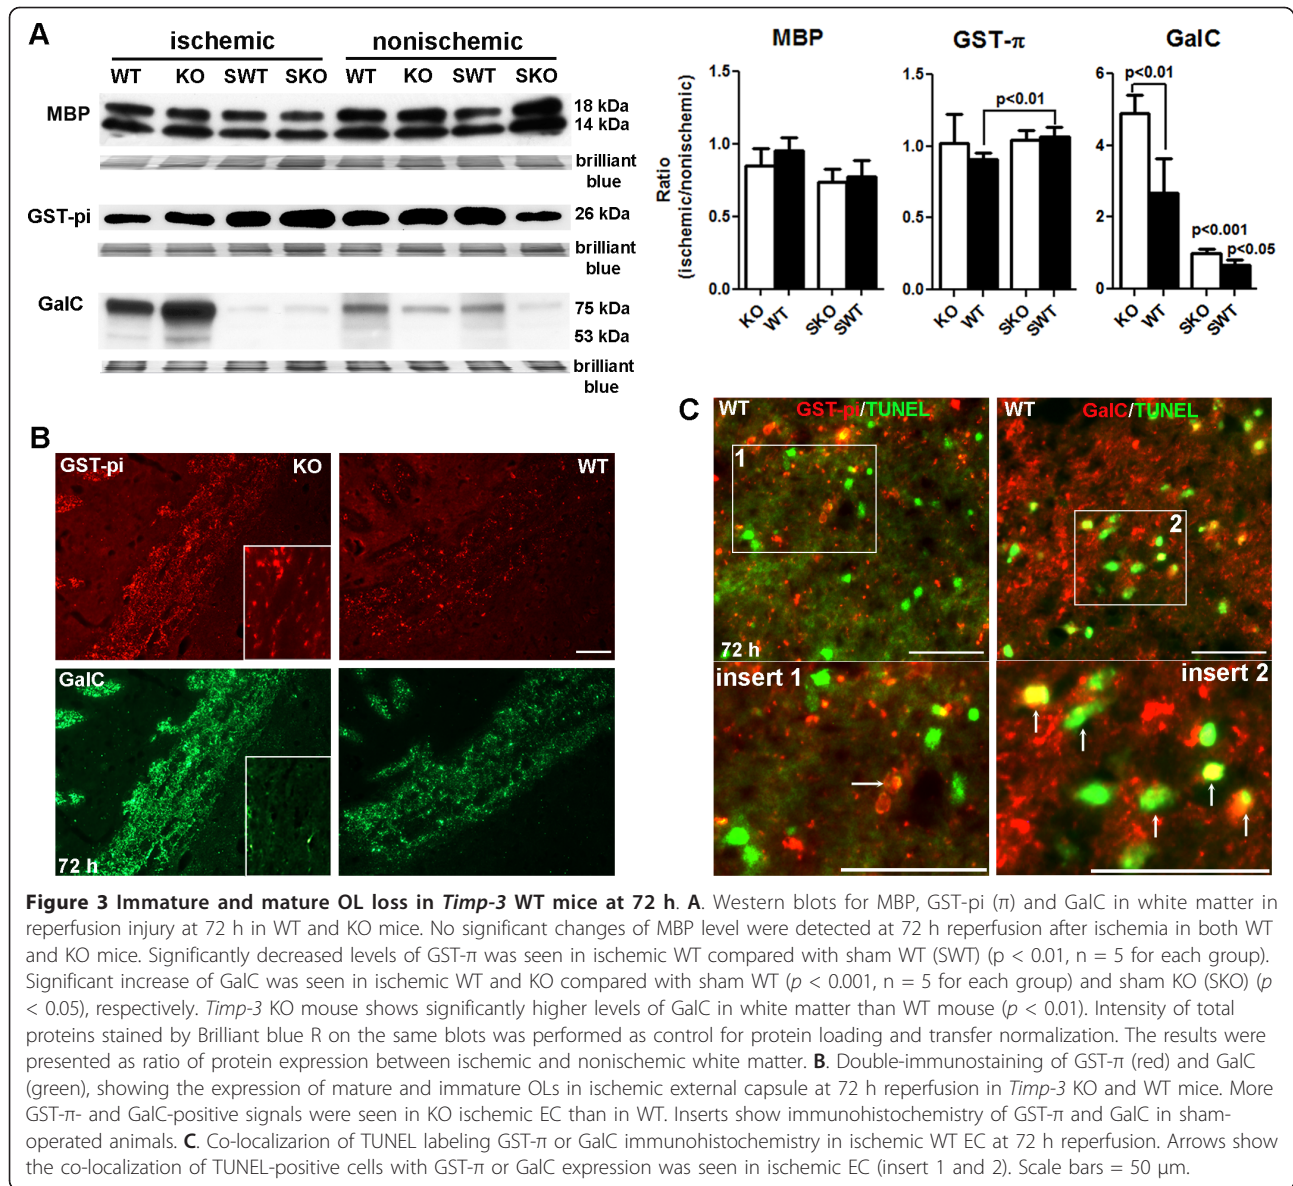 A
ischemic nonischemic
WT KO SWT SKO WT KO SWT SKO
MBP
18 kDa
14 kDa
brilliant
blue
GST-pi
26 kDa
brilliant
blue
GalC
75 kDa
53 kDa
brilliant
blue
MBP
Ratio
(ischemic/nonischemic)
1.5
1.0
0.5
0.0
KO WT SKO SWT
GST-π
1.5
1.0
0.5
0.0
p<0.01
KO WT SKO SWT
GalC
6
4
2
0
p<0.01
p<0.001
p<0.05
KO WT SKO SWT
B
GST-pi KO
WT
GalC
72 h
C
WT GST-pi/TUNEL
1
72 h
WT GalC/TUNEL
2
insert 1
insert 2
Figure 3 Immature and mature OL loss in Timp-3 WT mice at 72 h. A. Western blots for MBP, GST-pi (π) and GalC in white matter in
reperfusion injury at 72 h in WT and KO mice. No significant changes of MBP level were detected at 72 h reperfusion after ischemia in both WT
and KO mice. Significantly decreased levels of GST-π was seen in ischemic WT compared with sham WT (SWT) (p < 0.01, n = 5 for each group).
Significant increase of GalC was seen in ischemic WT and KO compared with sham WT (p < 0.001, n = 5 for each group) and sham KO (SKO) (p
< 0.05), respectively. Timp-3 KO mouse shows significantly higher levels of GalC in white matter than WT mouse (p < 0.01). Intensity of total
proteins stained by Brilliant blue R on the same blots was performed as control for protein loading and transfer normalization. The results were
presented as ratio of protein expression between ischemic and nonischemic white matter. B. Double-immunostaining of GST-π (red) and GalC
(green), showing the expression of mature and immature OLs in ischemic external capsule at 72 h reperfusion in Timp-3 KO and WT mice. More
GST-π- and GalC-positive signals were seen in KO ischemic EC than in WT. Inserts show immunohistochemistry of GST-π and GalC in sham-
operated animals. C. Co-localizarion of TUNEL labeling GST-π or GalC immunohistochemistry in ischemic WT EC at 72 h reperfusion. Arrows show
the co-localization of TUNEL-positive cells with GST-π or GalC expression was seen in ischemic EC (insert 1 and 2). Scale bars = 50 μm.